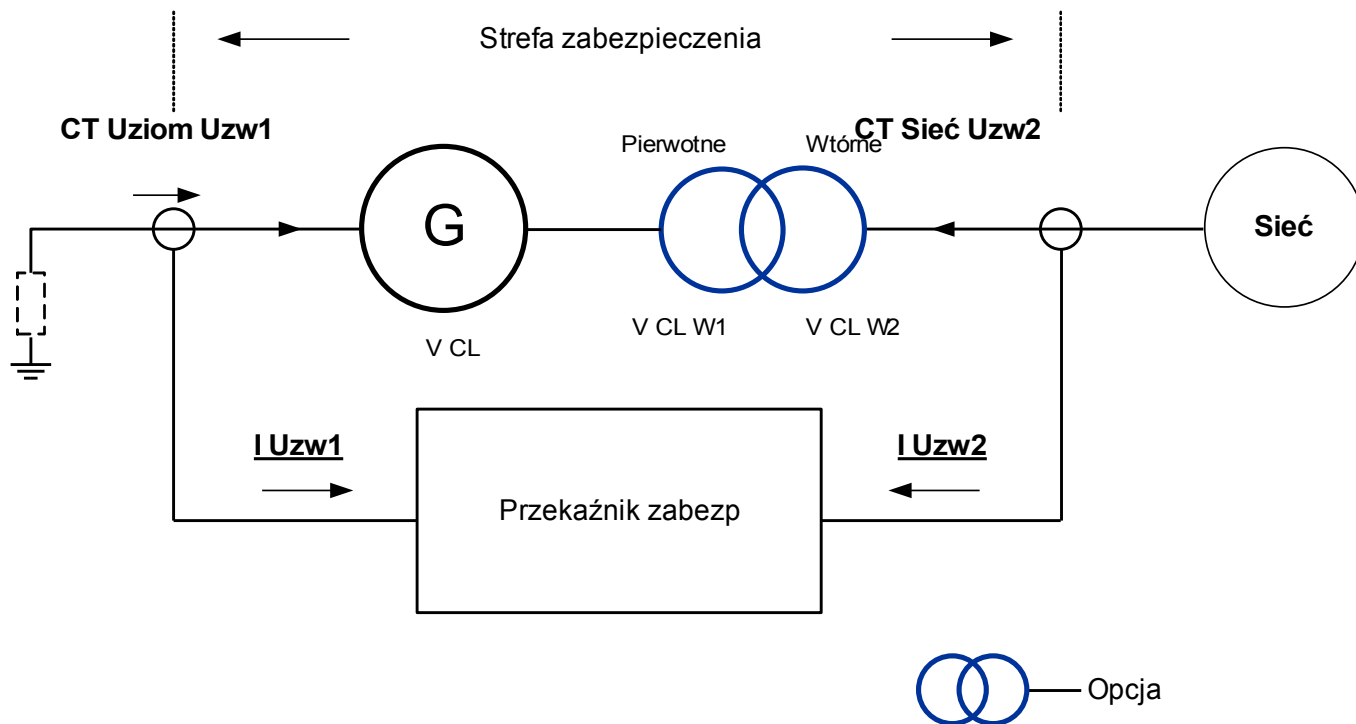 Strefa zabezpieczenia
CT Uziom Uzw1
CT Sieć Uzw2
Pierwotne
Wtórne
G
Sieć
V CL
V CL W1
V CL W2
I Uzw1
I Uzw2
Przekaźnik zabezp
Opcja